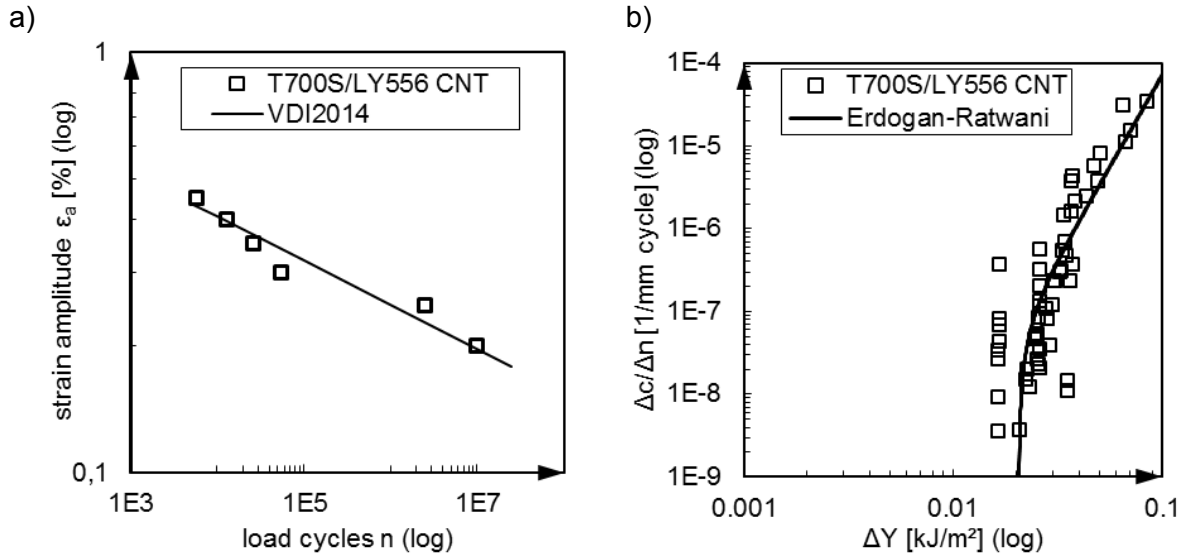 a)
1
T700S/LY556 CNT
VDI2014
strain amplitude εa [%] (log)
0,1
1E3
1E5
1E7
load cycles n (log)
b)
1E-4
T700S/LY556 CNT
Erdogan-Ratwani
1E-5
1E-6
1E-7
1E-8
1E-9
Δc/Δn [1/mm cycle] (log)
0.001
0.01
0.1
ΔY [kJ/m²] (log)